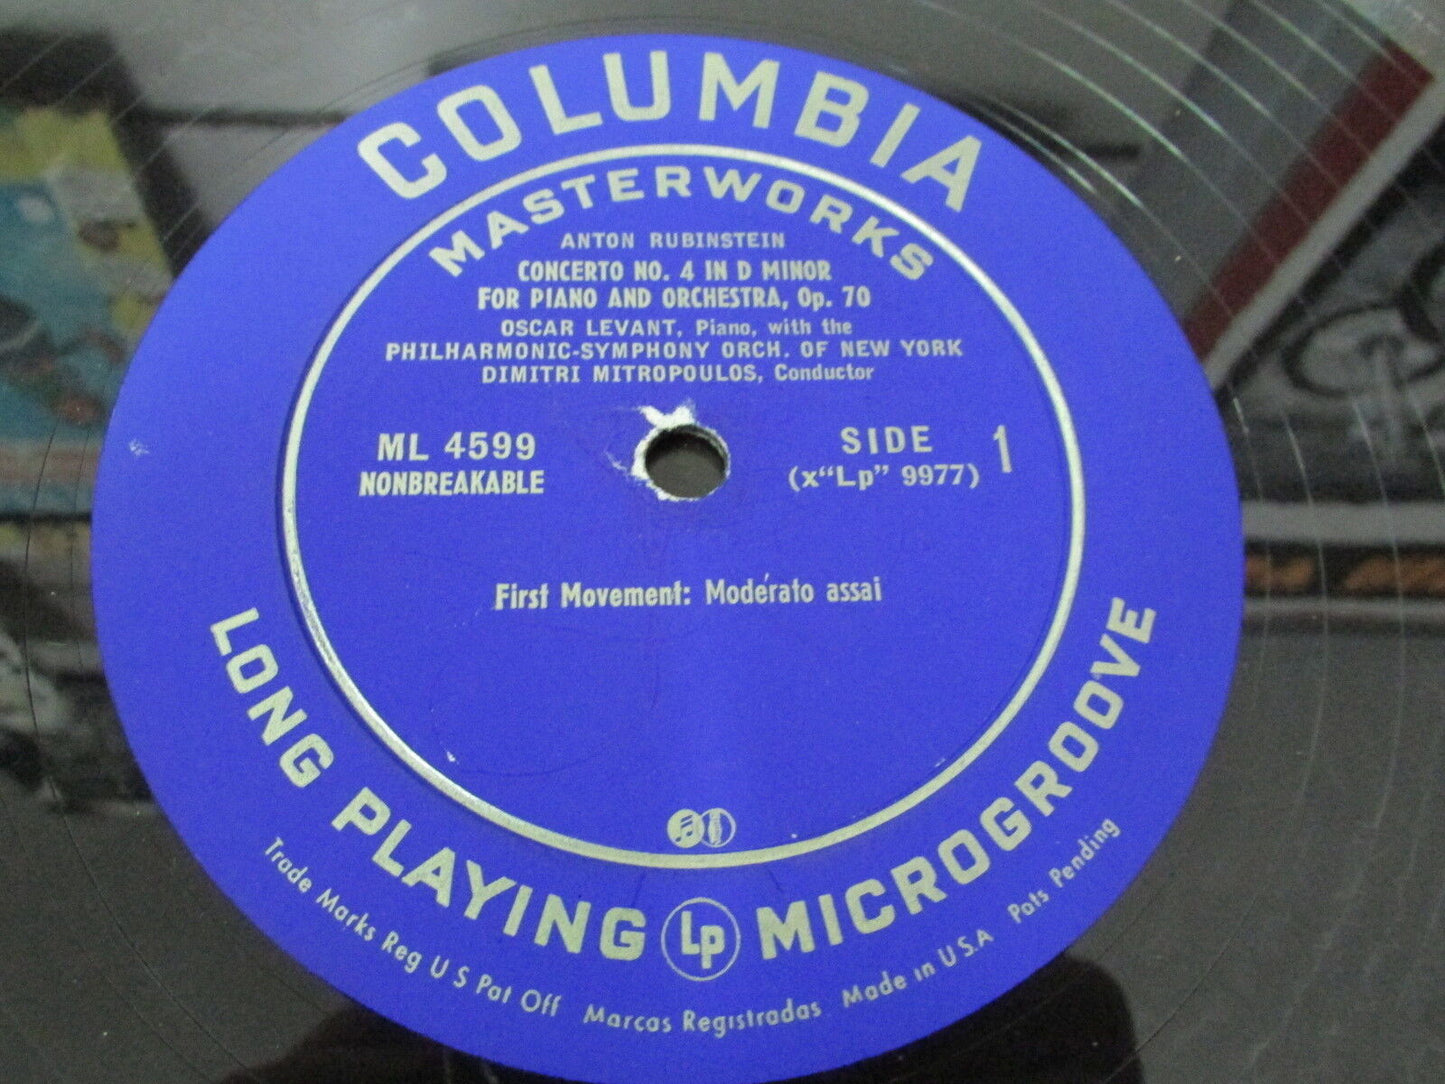 COLUMBIA
MASTERWORKS
ANTON RUBINSTEIN
CONCERTO NO. 4 IN D MINOR
FOR PIANO AND ORCHESTRA, Op. 70
OSCAR LEVANT, Piano, with the
PHILHARMONIC-SYMPHONY ORCH. OF NEW YORK
DIMITRI MITROPOULOS, Conductor
ML 4599
NONBREAKABLE
SIDE 1
(x“Lp” 9977)
First Movement: Modérato assai
LONG PLAYING Lp MICROGROOVE
Trade Marks Reg U S Pat Off Marcas Registradas Made in U.S.A Pats Pending